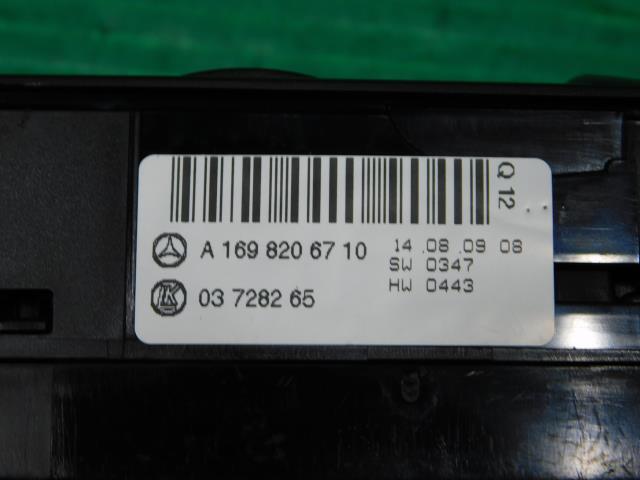 Q 12
A 169 820 67 10
14 .08 .09 08
SW 0347
HW 0443
03 7282 65